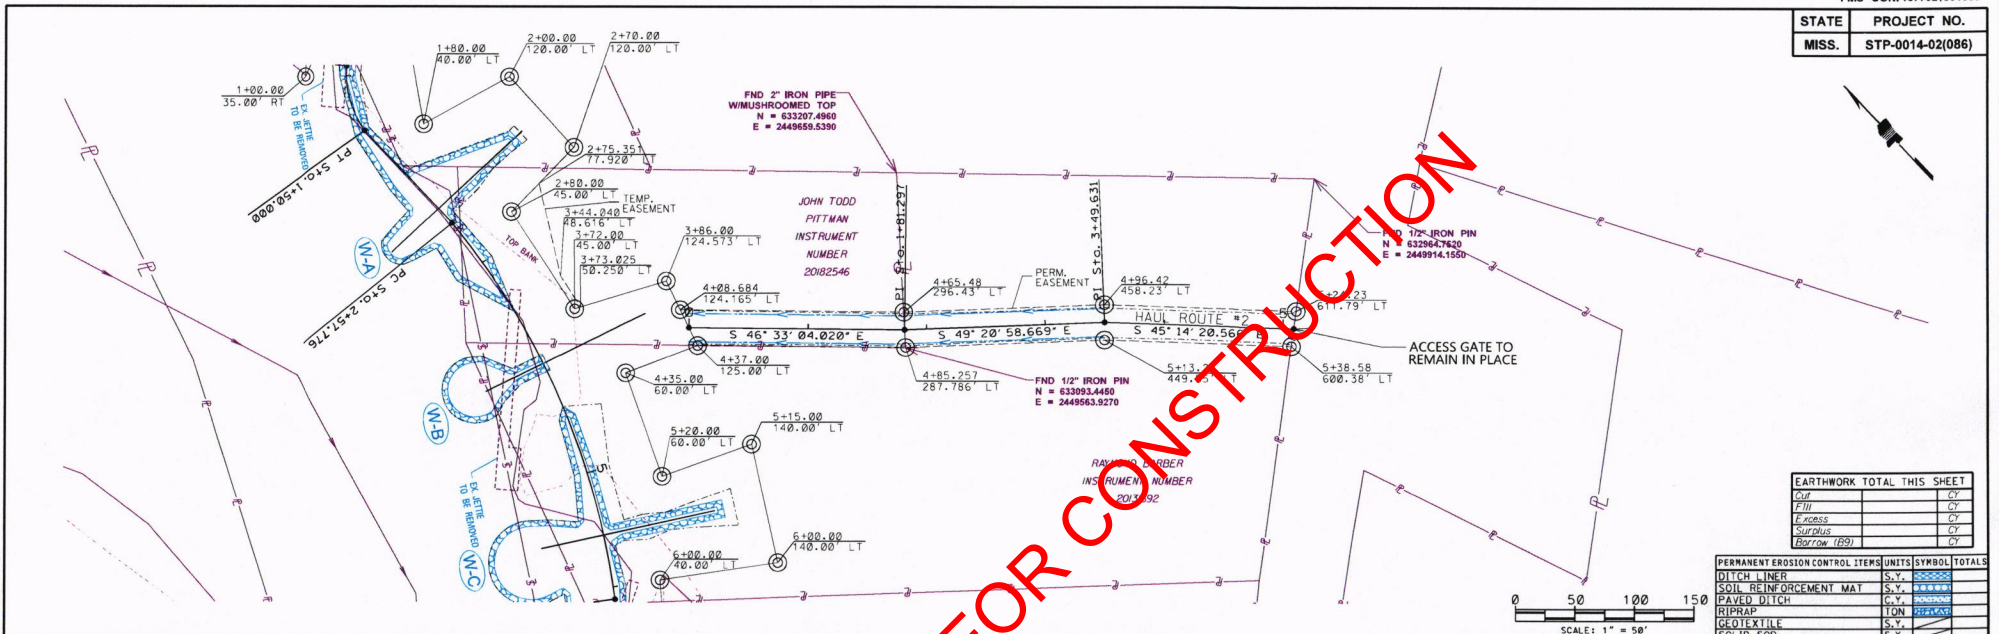 STATE PROJECT NO.
MISS. STP-0014-02(086)
1+80.00
40.00' LT
2+00.00
120.00' LT
2+70.00
120.00' LT
1+00.00
35.00' RT
EX. JETTIE
TO BE REMOVED
FND 2" IRON PIPE
W/MUSHROOMED TOP
N = 633207.4960
E = 2449659.5390
PT Sta. 1+50.000
2+75.351
77.920' LT
2+80.00
45.00' LT
TEMP.
EASEMENT
3+44.040
48.616' LT
3+72.00
45.00' LT
3+73.025
50.250' LT
TOP BANK
3+86.00
124.573' LT
4+08.684
124.165' LT
JOHN TODD
PITTMAN
INSTRUMENT
NUMBER
20182546
PI Sta. 1+81.297
PI Sta. 3+49.631
FND 1/2" IRON PIN
N = 632964.7620
E = 2449914.1550
W-A
PC Sta. 2+57.776
4+65.48
296.43' LT
PERM.
EASEMENT
4+96.42
458.23' LT
611.79' LT
HAUL ROUTE #2
S 46° 33' 04.020" E
S 49° 20' 58.669" E
S 45° 14' 20.566" E
ACCESS GATE TO
REMAIN IN PLACE
4+37.00
125.00' LT
4+35.00
60.00' LT
4+85.257
287.786' LT
FND 1/2" IRON PIN
N = 633093.4450
E = 2449563.9270
5+38.58
600.38' LT
W-B
5+15.00
140.00' LT
5+20.00
60.00' LT
5
EX. JETTIE
TO BE REMOVED
BARBER
INSTRUMENT NUMBER
W-C
6+00.00
40.00' LT
6+00.00
140.00' LT
FOR CONSTRUCTION
EARTHWORK TOTAL THIS SHEET
Cut CY
Fill CY
Excess CY
Surplus CY
Borrow (B9) CY
PERMANENT EROSION CONTROL ITEMS UNITS SYMBOL TOTALS
DITCH LINER S.Y.
SOIL REINFORCEMENT MAT S.Y.
PAVED DITCH C.Y.
RIPRAP TON
GEOTEXTILE S.Y.
0 50 100 150
SCALE: 1" = 50'